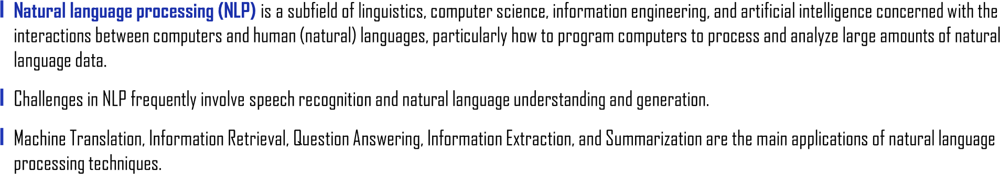 Natural language processing (NLP) is a subfield of linguistics, computer science, information engineering, and artificial intelligence concerned with the
interactions between computers and human (natural) languages, particularly how to program computers to process and analyze large amounts of natural
language data.
Challenges in NLP frequently involve speech recognition and natural language understanding and generation.
Machine Translation, Information Retrieval, Question Answering, Information Extraction, and Summarization are the main applications of natural language
processing techniques.